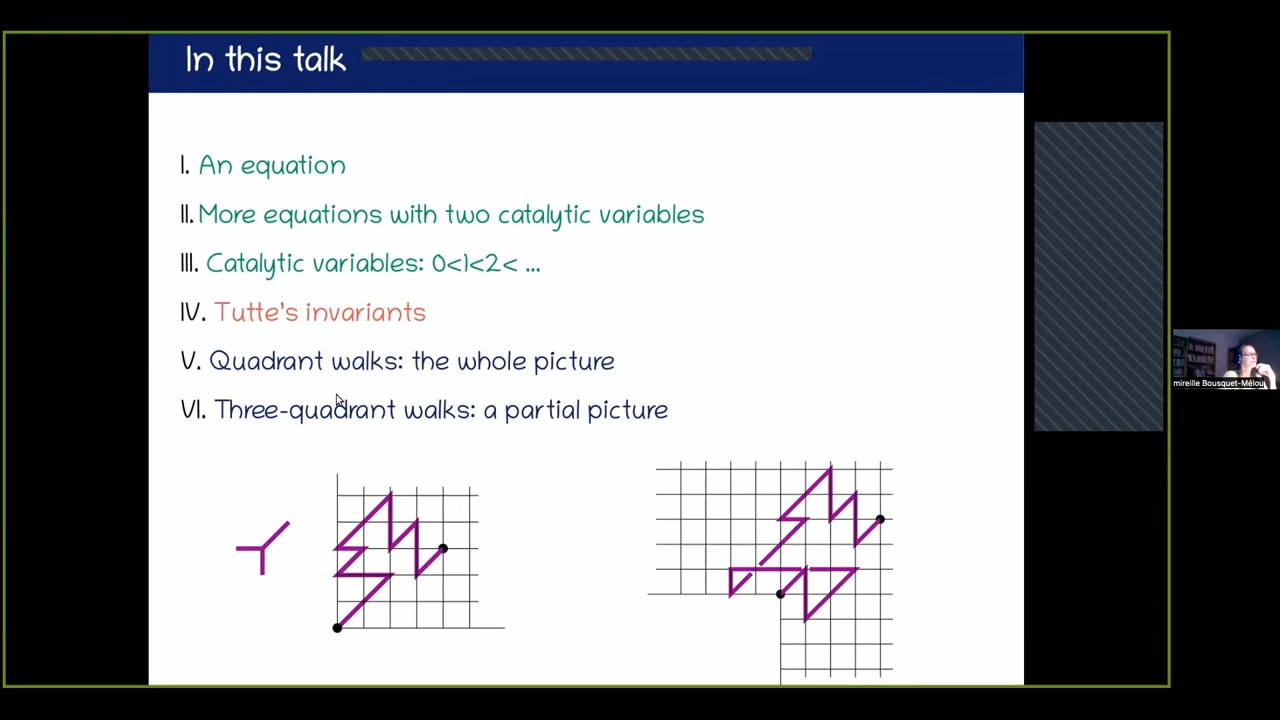 In this talk
I. An equation
II. More equations with two catalytic variables
III. Catalytic variables: 0<1<2< ...
IV. Tutte's invariants
V. Quadrant walks: the whole picture
VI. Three-quadrant walks: a partial picture
mireille Bousquet-Mélou